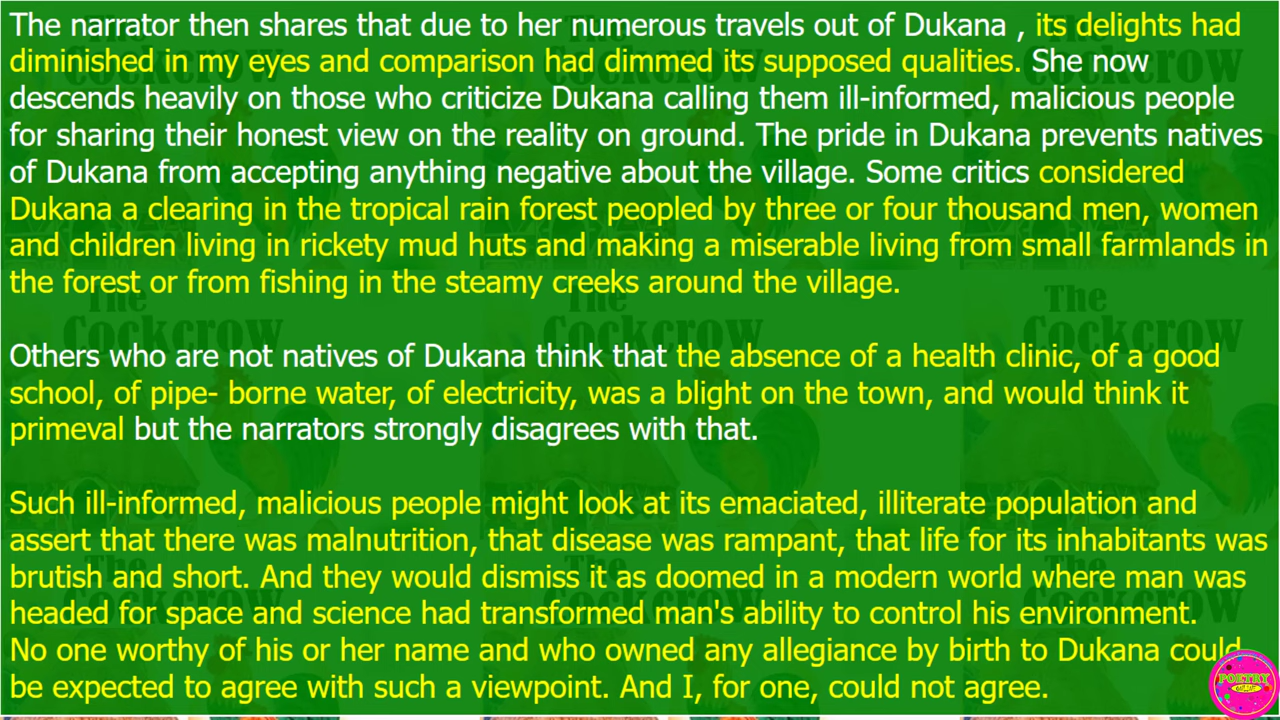 The narrator then shares that due to her numerous travels out of Dukana , its delights had
diminished in my eyes and comparison had dimmed its supposed qualities. She now
descends heavily on those who criticize Dukana calling them ill-informed, malicious people
for sharing their honest view on the reality on ground. The pride in Dukana prevents natives
of Dukana from accepting anything negative about the village. Some critics considered
Dukana a clearing in the tropical rain forest peopled by three or four thousand men, women
and children living in rickety mud huts and making a miserable living from small farmlands in
the forest or from fishing in the steamy creeks around the village.
Others who are not natives of Dukana think that the absence of a health clinic, of a good
school, of pipe- borne water, of electricity, was a blight on the town, and would think it
primeval but the narrators strongly disagrees with that.
Such ill-informed, malicious people might look at its emaciated, illiterate population and
assert that there was malnutrition, that disease was rampant, that life for its inhabitants was
brutish and short. And they would dismiss it as doomed in a modern world where man was
headed for space and science had transformed man's ability to control his environment.
No one worthy of his or her name and who owned any allegiance by birth to Dukana could
be expected to agree with such a viewpoint. And I, for one, could not agree.
The
Cockcrow
POETRY